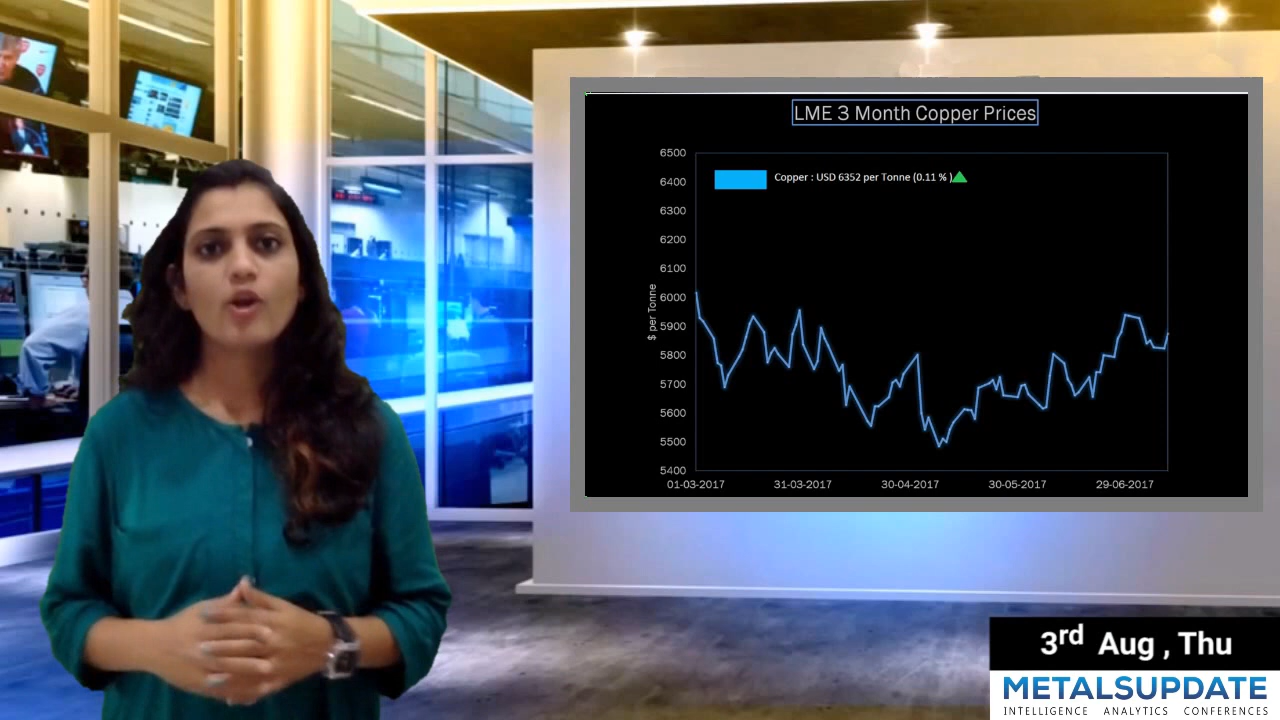 LME 3 Month Copper Prices
Copper : USD 6352 per Tonne (0.11 % )
$ per Tonne
6500
6400
6300
6200
6100
6000
5900
5800
5700
5600
5500
5400
01-03-2017 31-03-2017 30-04-2017 30-05-2017 29-06-2017
3rd Aug , Thu
METALSUPDATE
INTELLIGENCE ANALYTICS CONFERENCES